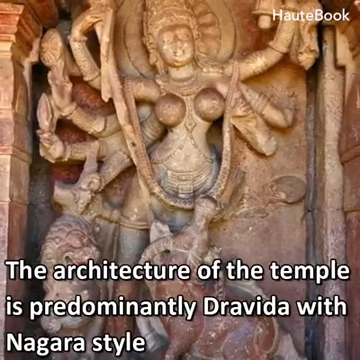 HauteBook
The architecture of the temple
is predominantly Dravida with
Nagara style